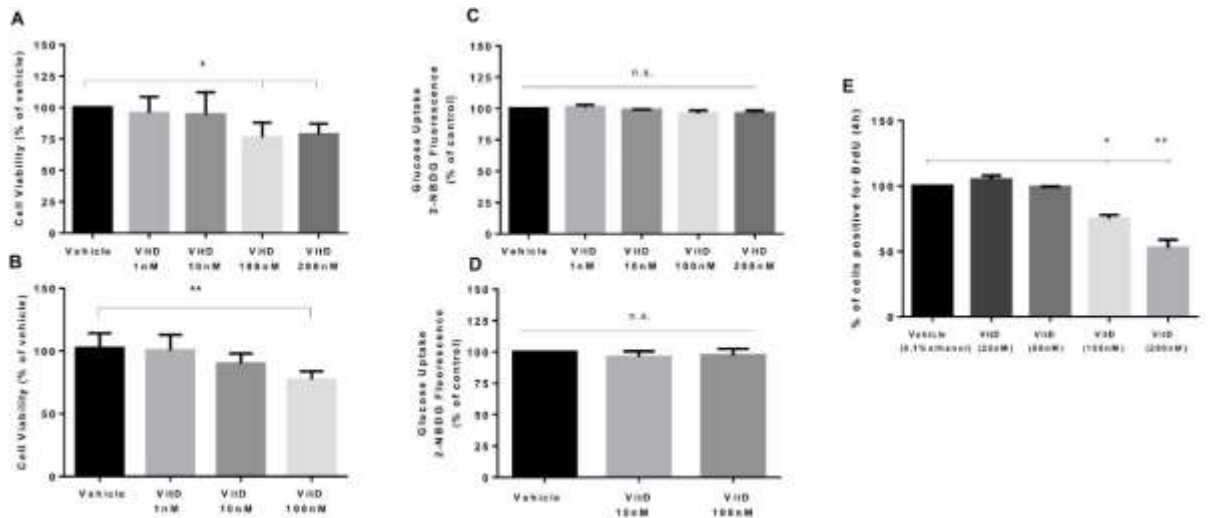 A
Cell Viability (% of vehicle)
150
125
100
75
50
25
0
*
Vehicle
VitD
1nM
VitD
10nM
VitD
100nM
VitD
200nM
B
Cell Viability (% of vehicle)
150
100
50
0
**
Vehicle
VitD
1nM
VitD
10nM
VitD
100nM
C
Glucose Uptake
2-NBDG Fluorescence
(% of control)
150
125
100
75
50
25
0
n.s.
Vehicle
VitD
1nM
VitD
10nM
VitD
100nM
VitD
200nM
D
Glucose Uptake
2-NBDG Fluorescence
(% of control)
150
125
100
75
50
25
0
n.s.
Vehicle
VitD
10nM
VitD
100nM
E
% of cells positive for BrdU (4h)
150
100
50
0
*
**
Vehicle
(0.1% ethanol)
VitD
(20nM)
VitD
VitD
(100nM)
VitD
(200nM)